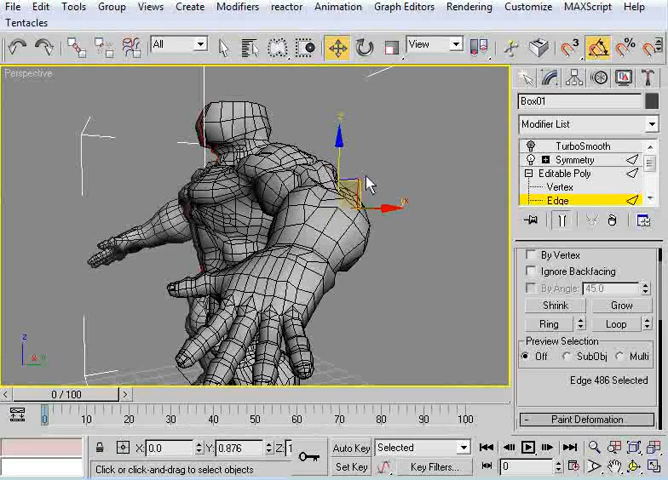 File Edit Tools Group Views Create Modifiers reactor Animation Graph Editors Rendering Customize MAXScript Help
Tentacles
All
View
Perspective
Box01
Modifier List
TurboSmooth
Symmetry
Editable Poly
Vertex
Edge
By Vertex
Ignore Backfacing
By Angle: 45.0
Shrink Grow
Ring Loop
Preview Selection
Off SubObj Multi
Edge 486 Selected
Paint Deformation
z
x
z
0 / 100
0 10 20 30 40 50 60 70 80 90 100
X: 0.0 Y: 0.876 Z: 1
Auto Key Selected
Click or click-and-drag to select objects
Set Key Key Filters... 0